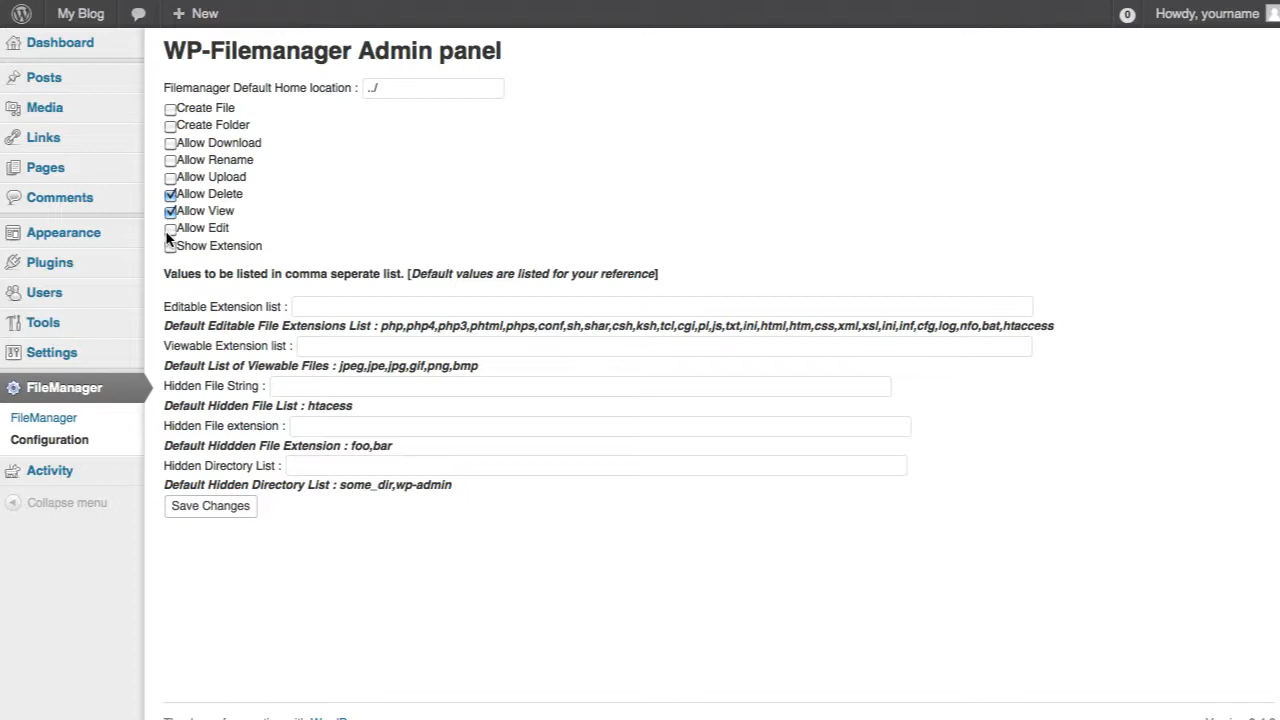 My Blog
New
0
Howdy, yourname
Dashboard
Posts
Media
Links
Pages
Comments
Appearance
Plugins
Users
Tools
Settings
FileManager
FileManager
Configuration
Activity
Collapse menu
WP-Filemanager Admin panel
Filemanager Default Home location : ../
Create File
Create Folder
Allow Download
Allow Rename
Allow Upload
Allow Delete
Allow View
Allow Edit
Show Extension
Values to be listed in comma seperate list. [Default values are listed for your reference]
Editable Extension list :
Default Editable File Extensions List : php,php4,php3,phtml,phps,conf,sh,shar,csh,ksh,tcl,cgi,pl,js,txt,ini,html,htm,css,xml,xsl,ini,inf,cfg,log,nfo,bat,htaccess
Viewable Extension list :
Default List of Viewable Files : jpeg,jpe,jpg,gif,png,bmp
Hidden File String :
Default Hidden File List : htacess
Hidden File extension :
Default Hiddden File Extension : foo,bar
Hidden Directory List :
Default Hidden Directory List : some_dir,wp-admin
Save Changes